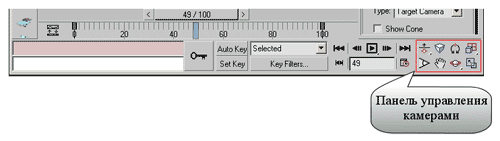 Type: Target Camera
49 / 100
Show Cone
0 20 40 60 80 100
Auto Key Selected
Set Key Key Filters... 49
Панель управления
камерами